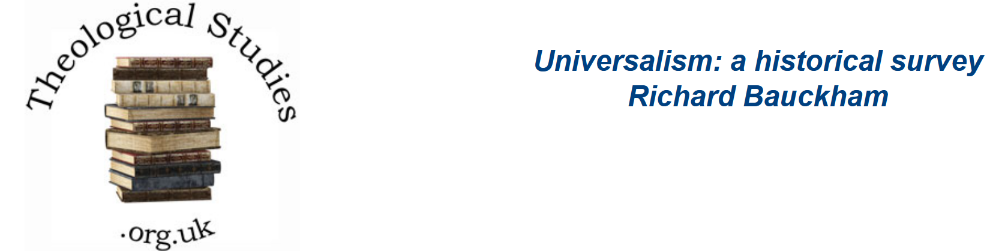 Theological Studies
.org.uk
Universalism: a historical survey
Richard Bauckham